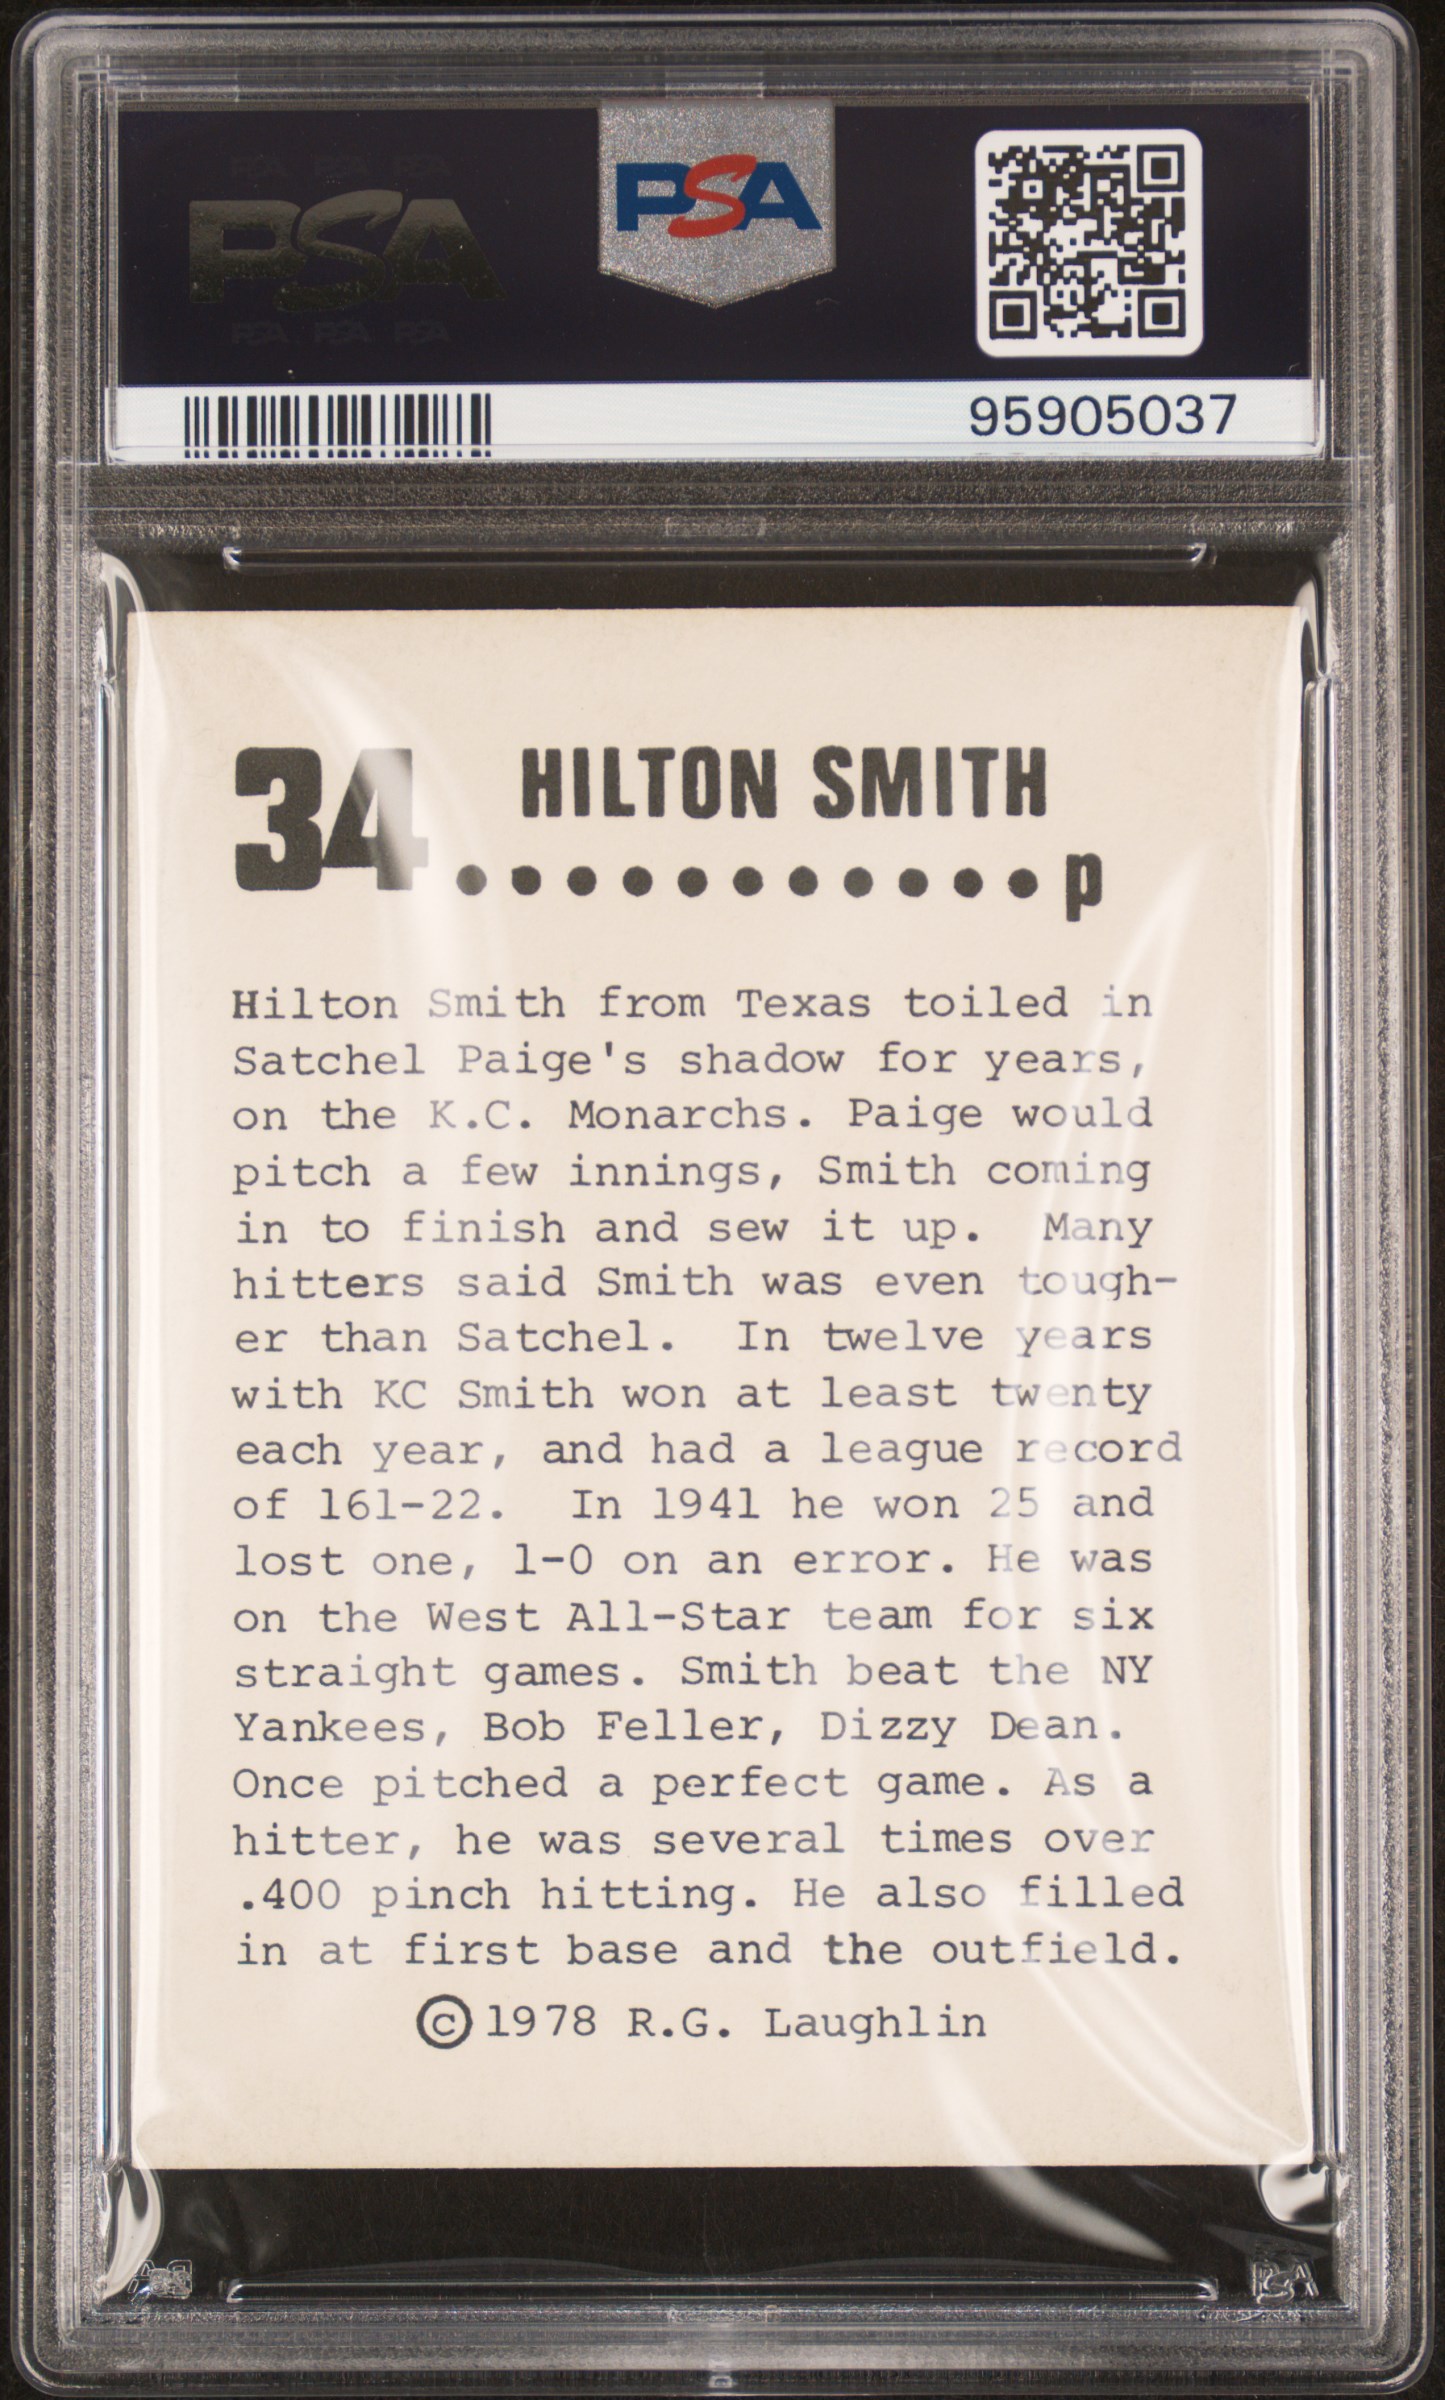 PSA
PSA
95905037
34 HILTON SMITH
............p
Hilton Smith from Texas toiled in
Satchel Paige's shadow for years,
on the K.C. Monarchs. Paige would
pitch a few innings, Smith coming
in to finish and sew it up.  Many
hitters said Smith was even tough-
er than Satchel.  In twelve years
with KC Smith won at least twenty
each year, and had a league record
of 161-22.  In 1941 he won 25 and
lost one, 1-0 on an error. He was
on the West All-Star team for six
straight games. Smith beat the NY
Yankees, Bob Feller, Dizzy Dean.
Once pitched a perfect game. As a
hitter, he was several times over
.400 pinch hitting. He also filled
in at first base and the outfield.
©1978 R.G. Laughlin
PSA